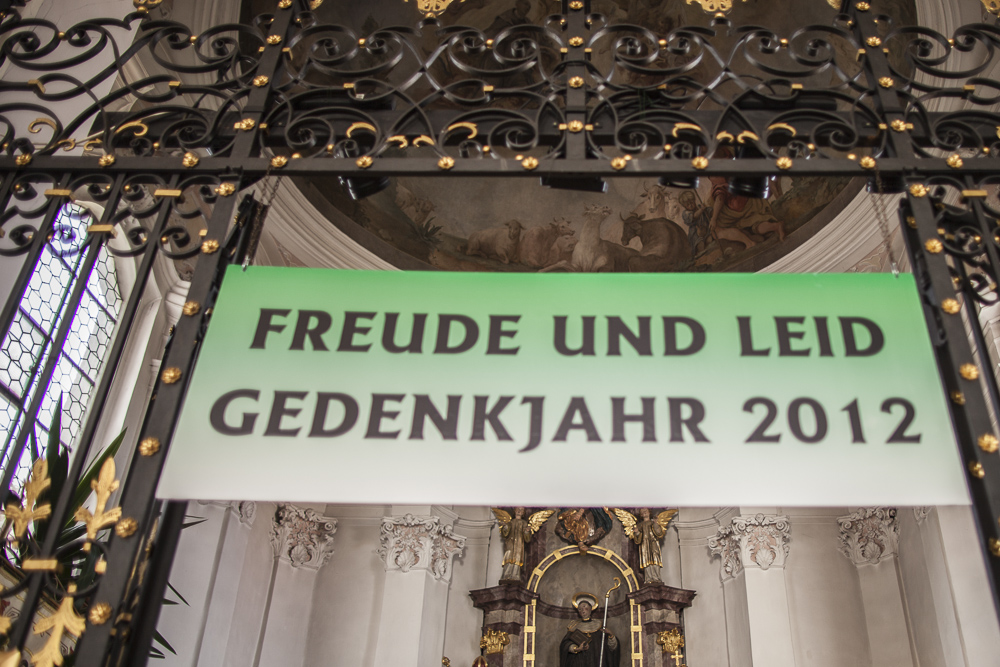 FREUDE UND LEID
GEDENKJAHR 2012